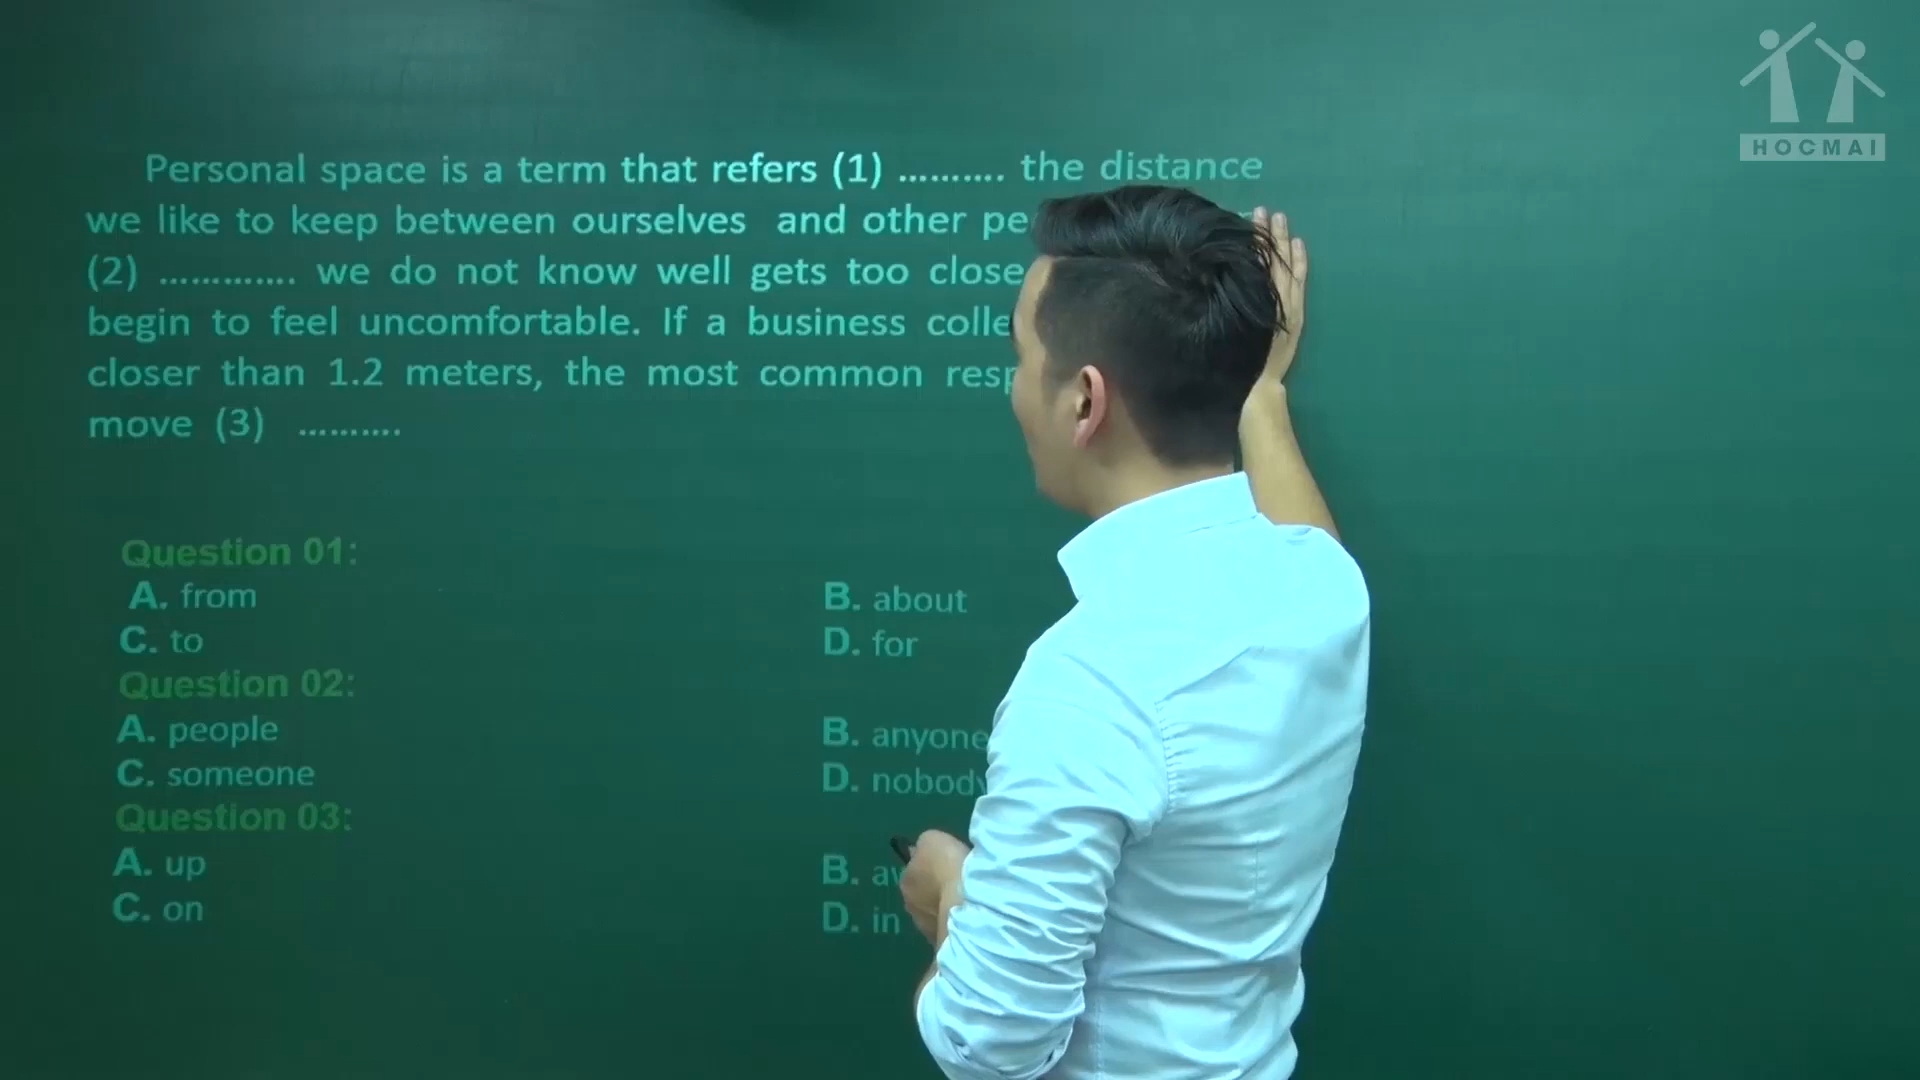 HOCMAI
Personal space is a term that refers (1) .......... the distance
we like to keep between ourselves and other
(2) ............. we do not know well gets too close
begin to feel uncomfortable. If a business
closer than 1.2 meters, the most common
move (3) ..........
Question 01:
A. from
B. about
C. to
D. for
Question 02:
A. people
B. anyone
C. someone
D. nobody
Question 03:
A. up
B.
C. on
D. in